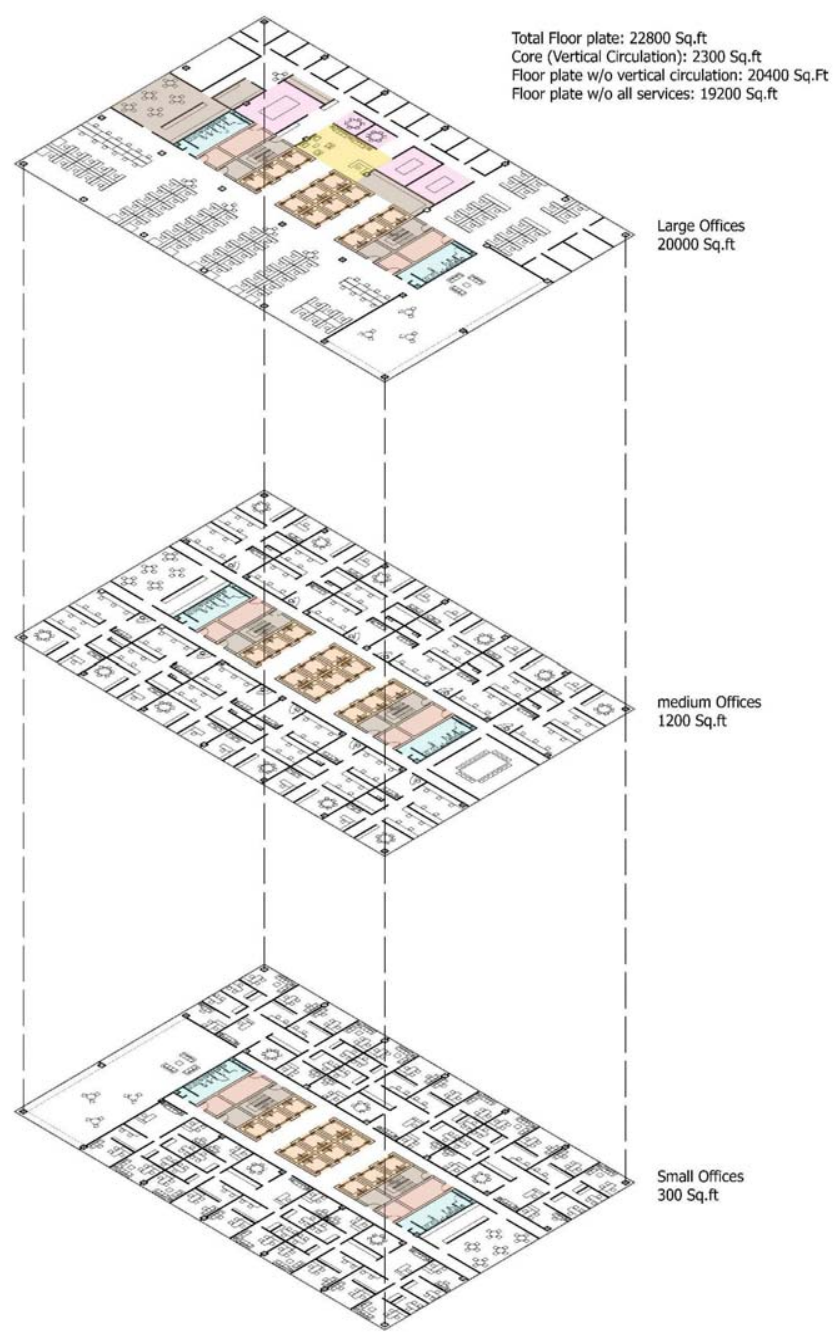 Total Floor plate: 22800 Sq.ft
Core (Vertical Circulation): 2300 Sq.ft
Floor plate w/o vertical circulation: 20400 Sq.Ft
Floor plate w/o all services: 19200 Sq.ft
Large Offices
20000 Sq.ft
medium Offices
1200 Sq.ft
Small Offices
300 Sq.ft